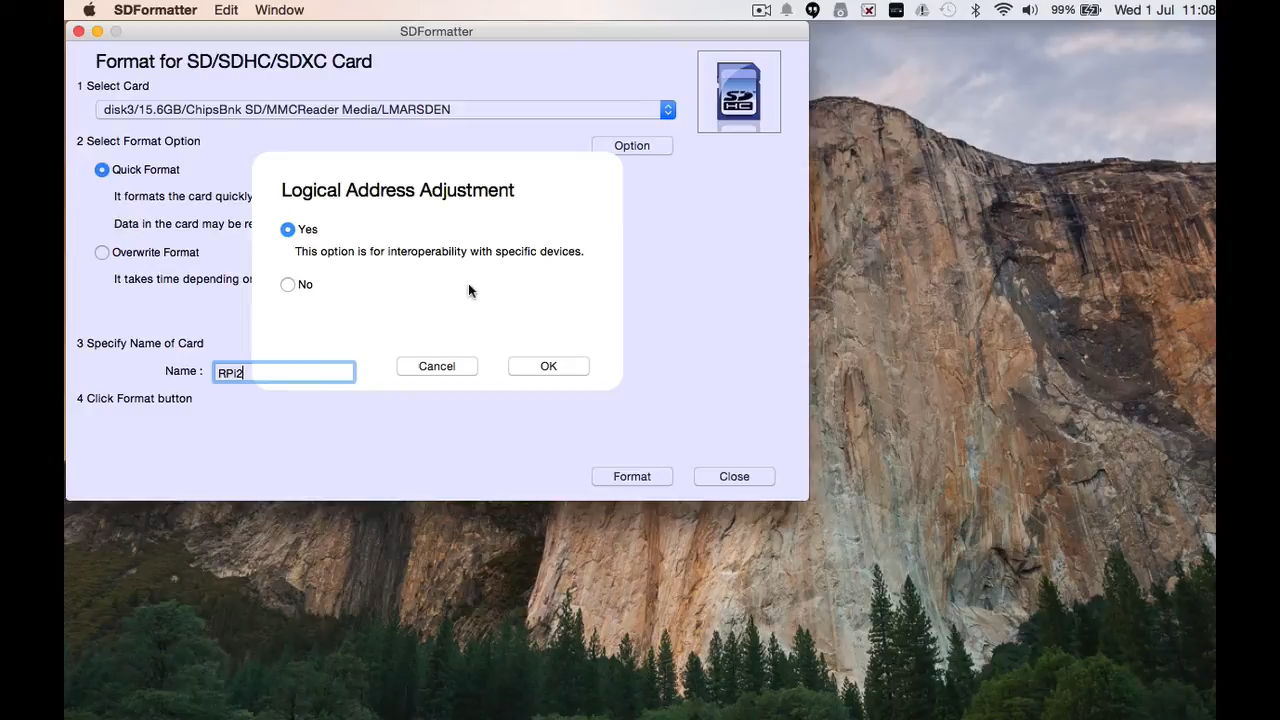 SDFormatter Edit Window 99% Wed 1 Jul 11:08
SDFormatter
Format for SD/SDHC/SDXC Card
1 Select Card
disk3/15.6GB/ChipsBnk SD/MMCReader Media/LMARSDEN
SD
HC
2 Select Format Option
Option
Quick Format
It formats the card quickly
Data in the card may be re
Overwrite Format
It takes time depending on
Logical Address Adjustment
Yes
This option is for interoperability with specific devices.
No
Cancel OK
3 Specify Name of Card
Name : RPi2
4 Click Format button
Format Close